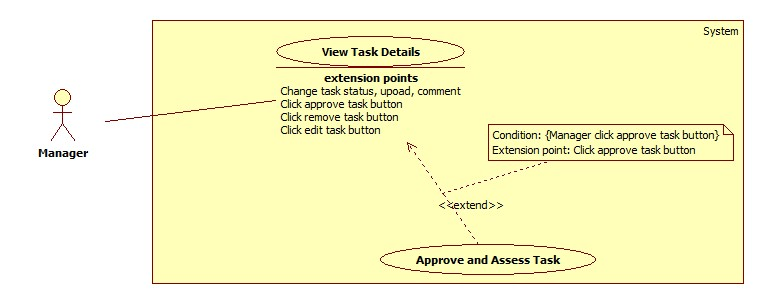 System
View Task Details
extension points
Change task status, upoad, comment
Click approve task button
Click remove task button
Click edit task button
Manager
Condition: {Manager click approve task button}
Extension point: Click approve task button
<<extend>>
Approve and Assess Task